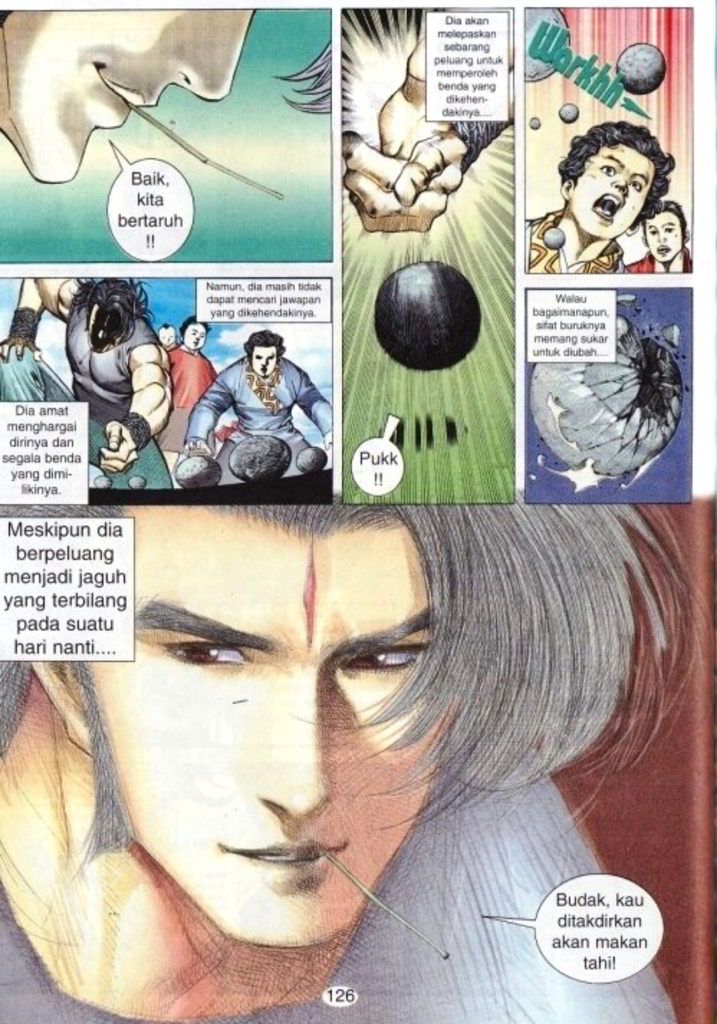 Baik,
kita
bertaruh
!!
Namun, dia masih tidak
dapat mencari jawapan
yang dikehendakinya.
Dia amat
menghargai
dirinya dan
segala benda
yang dimi-
likinya.
Dia akan
melepaskan
sebarang
peluang untuk
memperoleh
benda yang
dikehen-
dakinya....
Pukk
!!
Workhh
Walau
bagaimanapun,
sifat buruknya
memang sukar
untuk diubah....
Meskipun dia
berpeluang
menjadi jaguh
yang terbilang
pada suatu
hari nanti....
Budak, kau
ditakdirkan
akan makan
tahi!
126